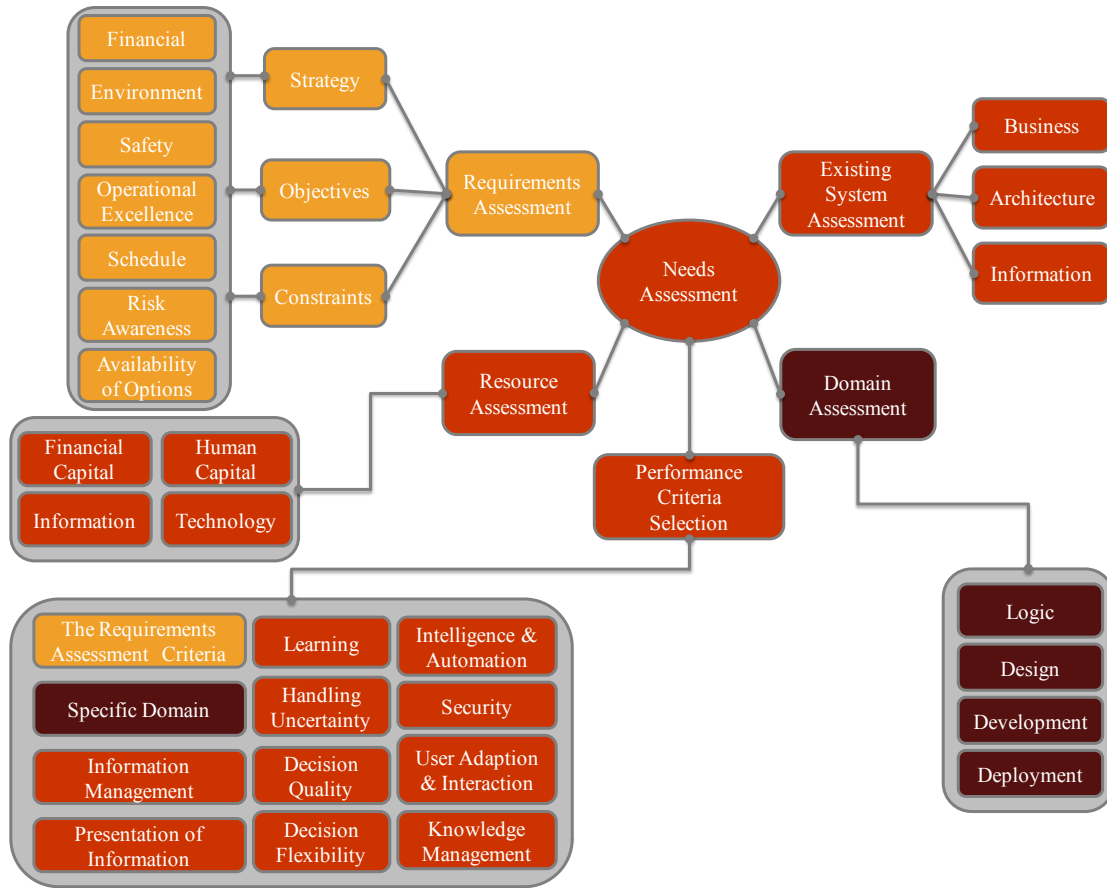 Financial
Environment
Safety
Operational
Excellence
Schedule
Risk
Awareness
Availability
of Options
Strategy
Objectives
Constraints
Requirements
Assessment
Needs
Assessment
Existing
System
Assessment
Business
Architecture
Information
Resource
Assessment
Domain
Assessment
Financial
Capital
Human
Capital
Information
Technology
Performance
Criteria
Selection
The Requirements
Assessment Criteria
Learning
Intelligence &
Automation
Specific Domain
Handling
Uncertainty
Security
Information
Management
Decision
Quality
User Adaption
& Interaction
Presentation of
Information
Decision
Flexibility
Knowledge
Management
Logic
Design
Development
Deployment